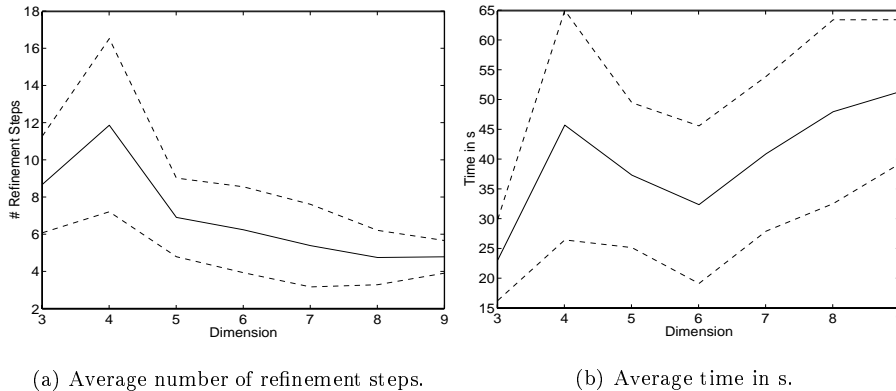 18
16
14
12
10
8
6
4
2
# Refinement Steps
3 4 5 6 7 8 9
Dimension
(a) Average number of refinement steps.
65
60
55
50
45
40
35
30
25
20
15
Time in s
3 4 5 6 7 8
Dimension
(b) Average time in s.